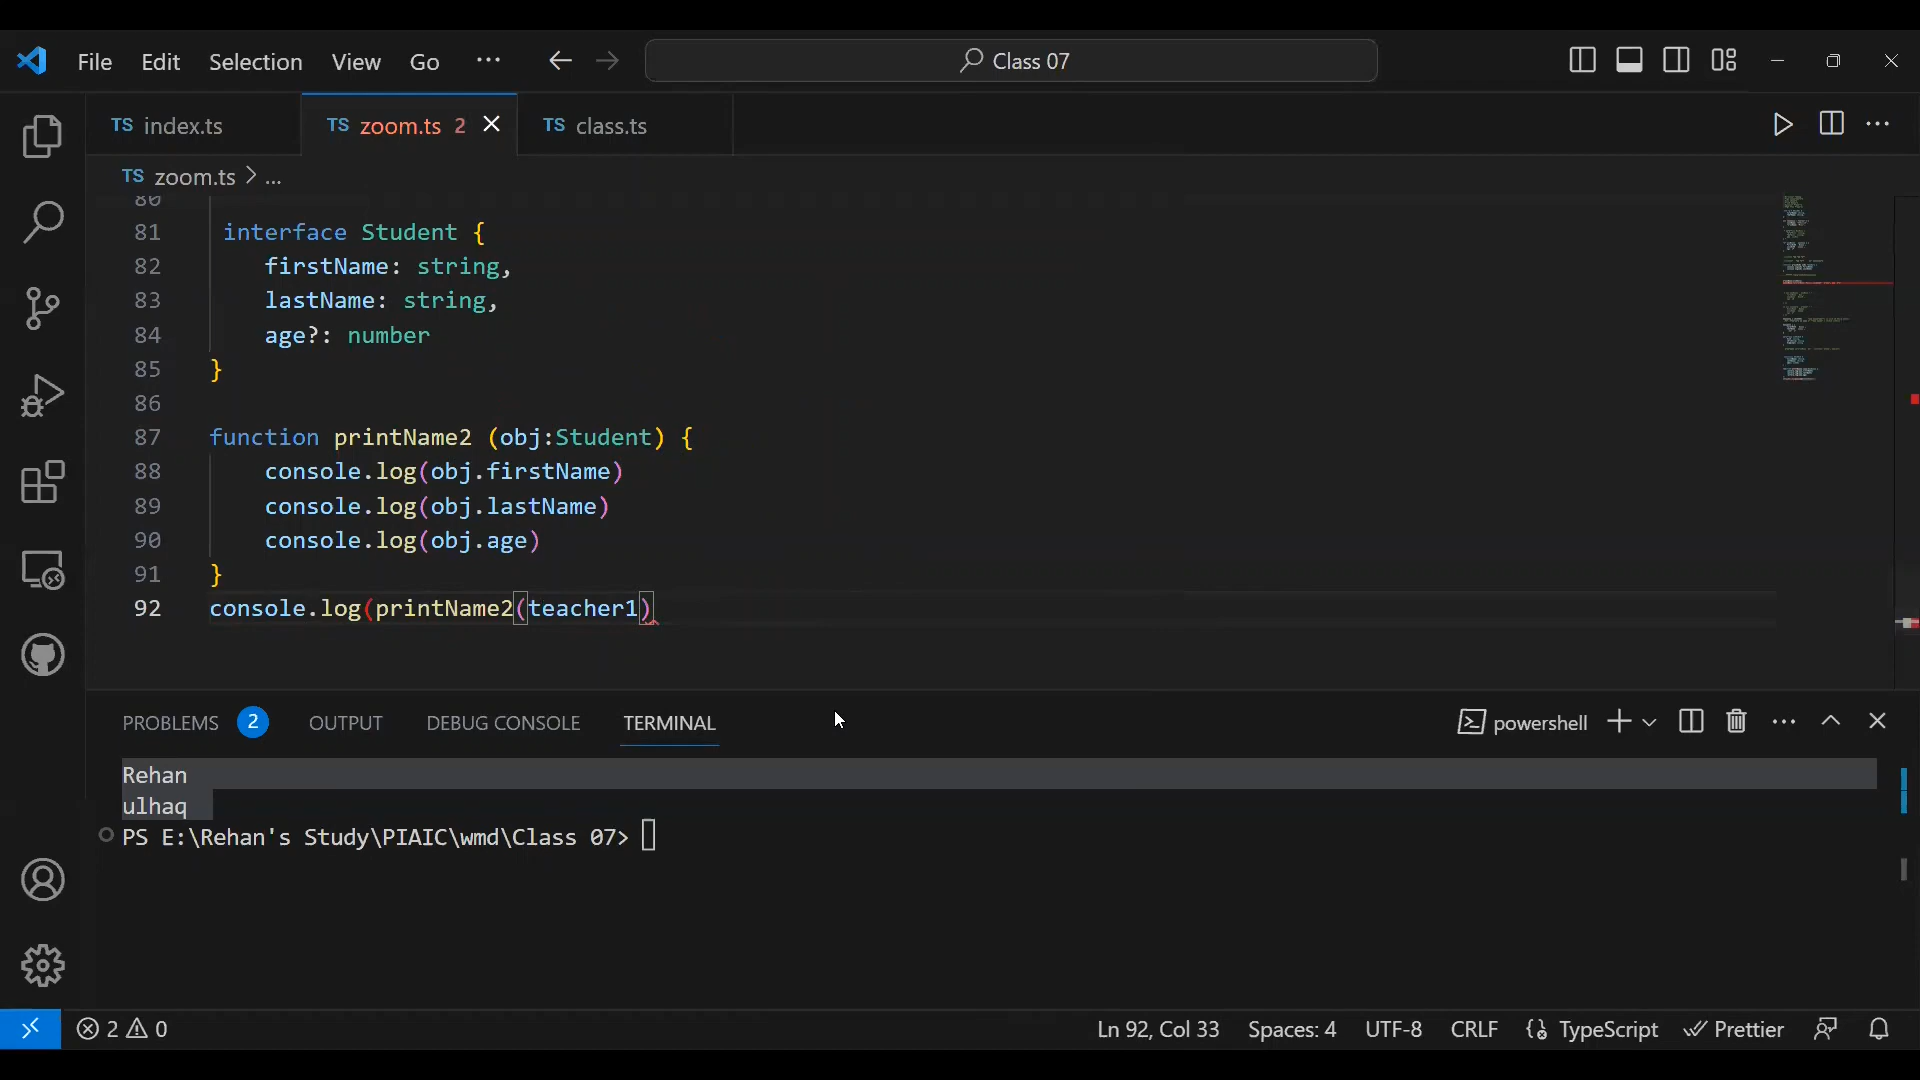 File Edit Selection View Go ··· Class 07
TS index.ts TS zoom.ts 2 TS class.ts
TS zoom.ts > ...
80
81 interface Student {
82 firstName: string,
83 lastName: string,
84 age?: number
85 }
86
87 function printName2 (obj:Student) {
88 console.log(obj.firstName)
89 console.log(obj.lastName)
90 console.log(obj.age)
91 }
92 console.log(printName2(teacher1)
PROBLEMS 2 OUTPUT DEBUG CONSOLE TERMINAL powershell
Rehan
ulhaq
PS E:\Rehan's Study\PIAIC\wmd\Class 07>
2 0 Ln 92, Col 33 Spaces: 4 UTF-8 CRLF TypeScript Prettier